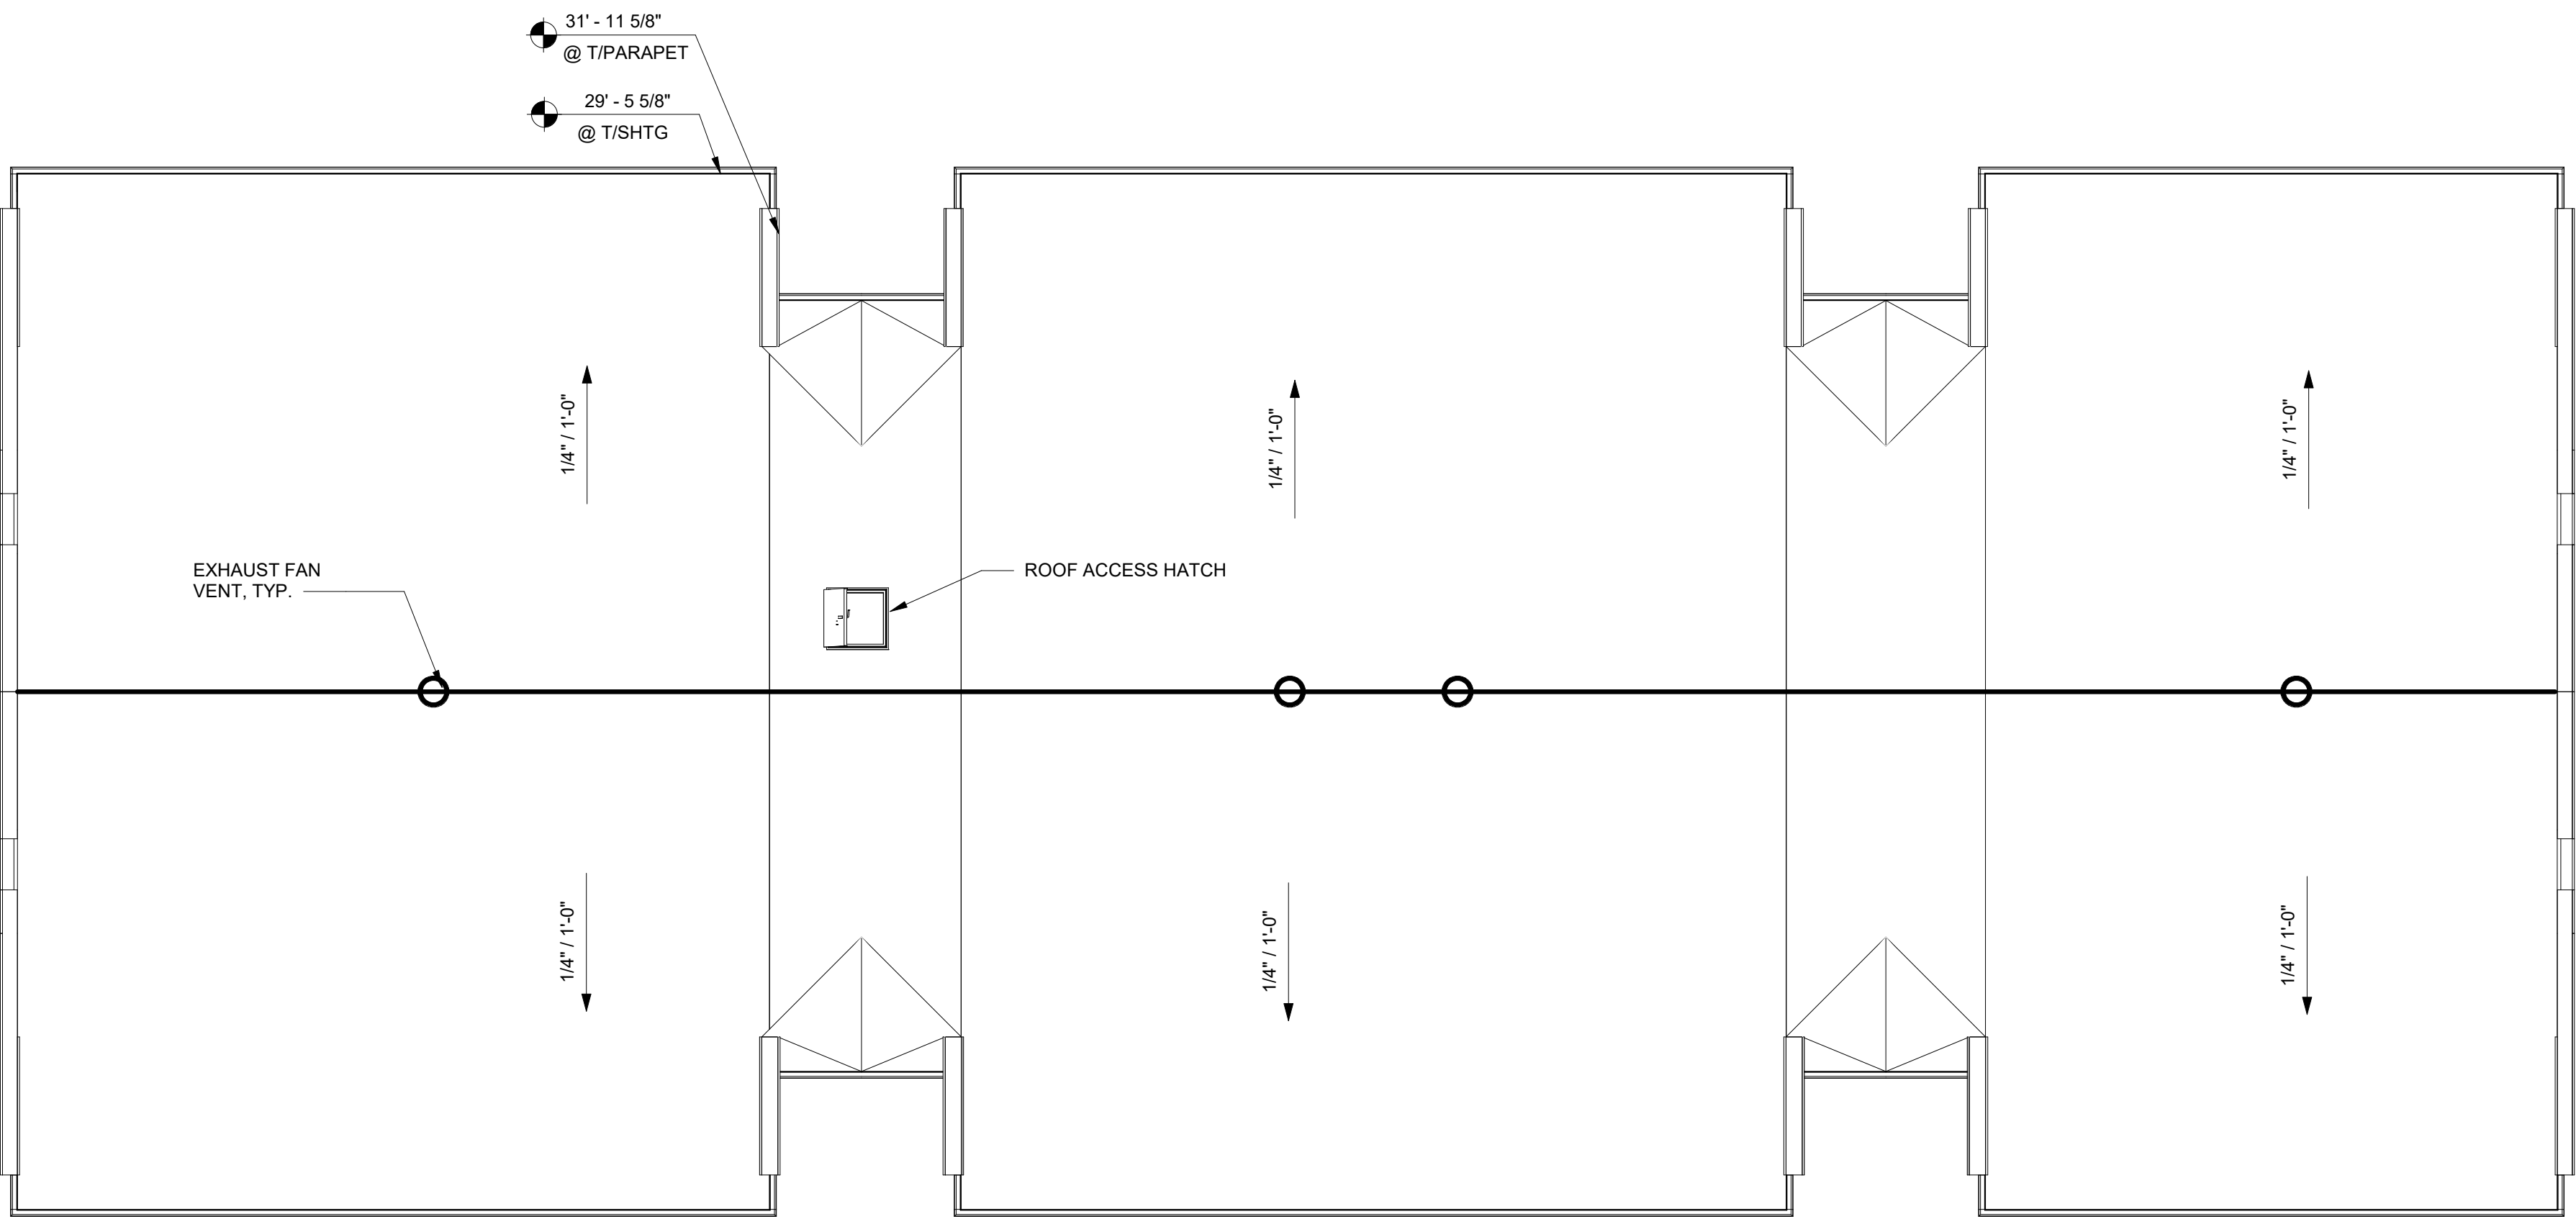 31' - 11 5/8"
@ T/PARAPET
29' - 5 5/8"
@ T/SHTG
1/4" / 1'-0"
1/4" / 1'-0"
1/4" / 1'-0"
EXHAUST FAN
VENT, TYP.
ROOF ACCESS HATCH
1/4" / 1'-0"
1/4" / 1'-0"
1/4" / 1'-0"